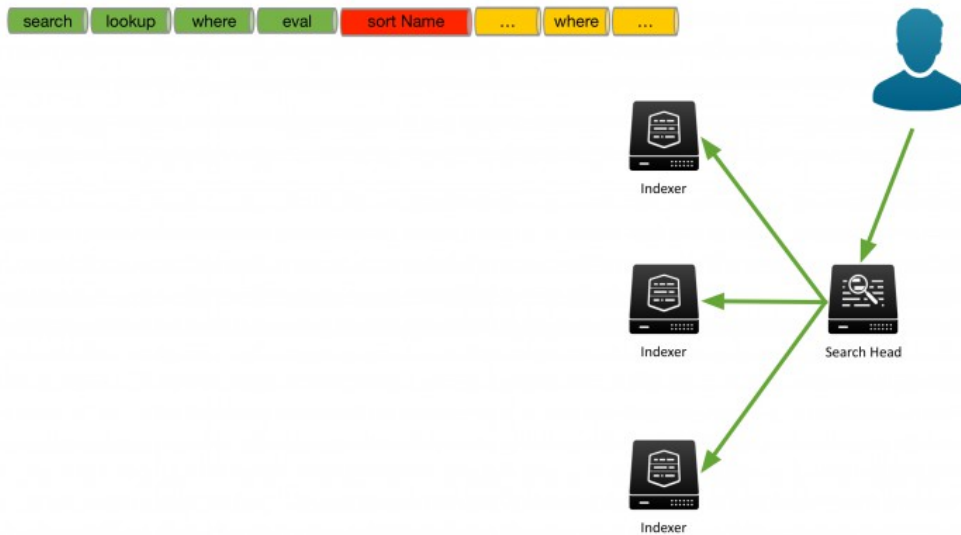 search lookup where eval sort Name ... where ...
Indexer
Indexer
Search Head
Indexer